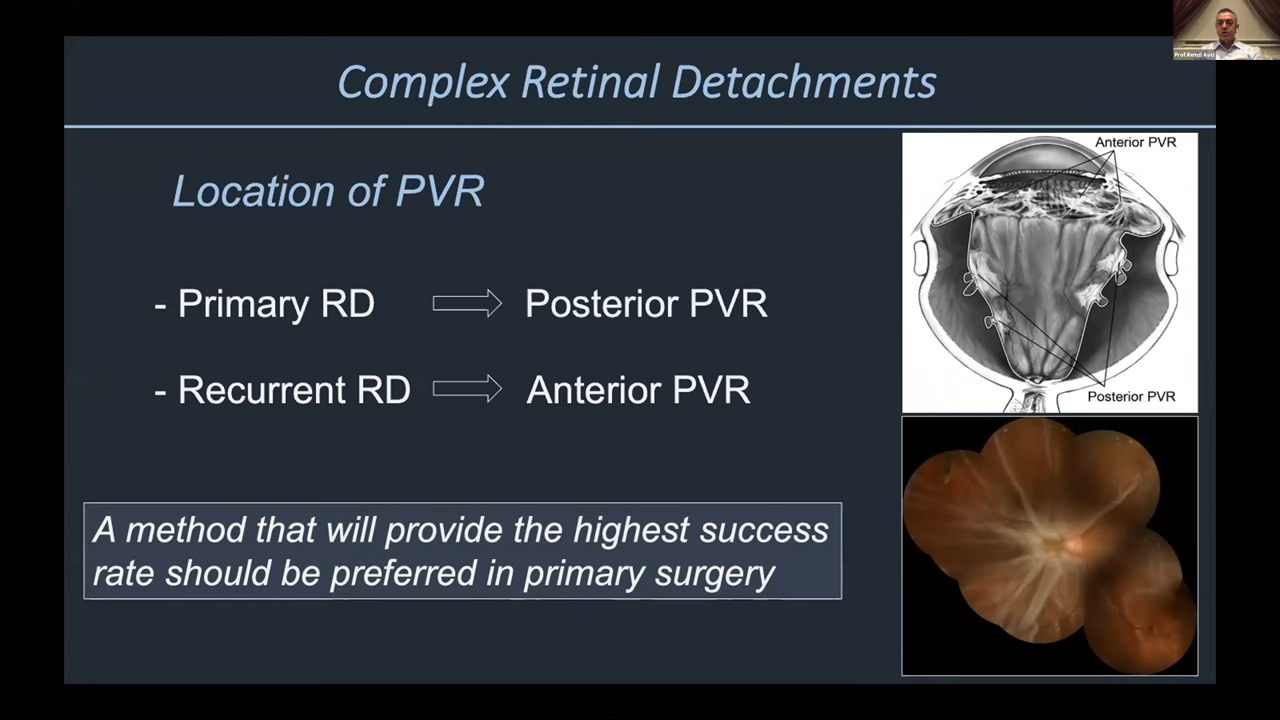 Complex Retinal Detachments
Location of PVR
- Primary RD
Posterior PVR
- Recurrent RD
Anterior PVR
A method that will provide the highest success
rate should be preferred in primary surgery
Anterior PVR
Posterior PVR